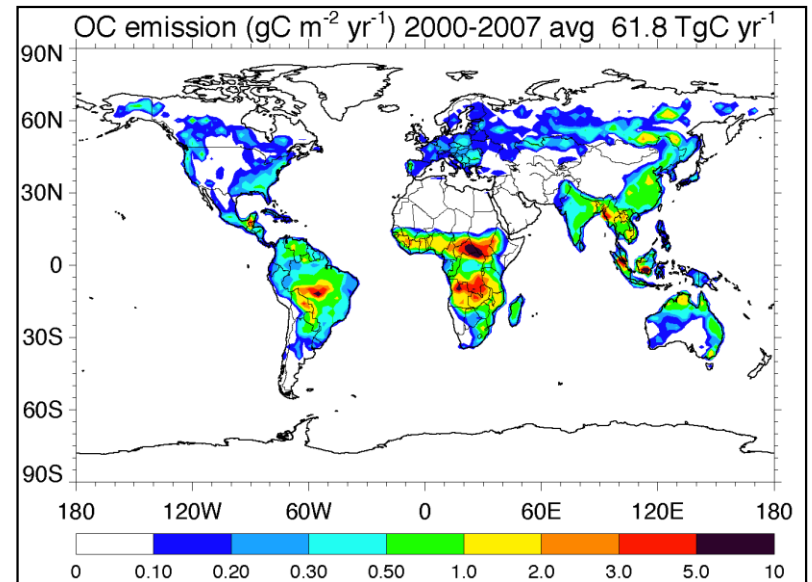 OC emission (gC m⁻² yr⁻¹) 2000-2007 avg 61.8 TgC yr⁻¹
90N
60N
30N
0
30S
60S
90S
180 120W 60W 0 60E 120E 180
0 0.10 0.20 0.30 0.50 1.0 2.0 3.0 5.0 10